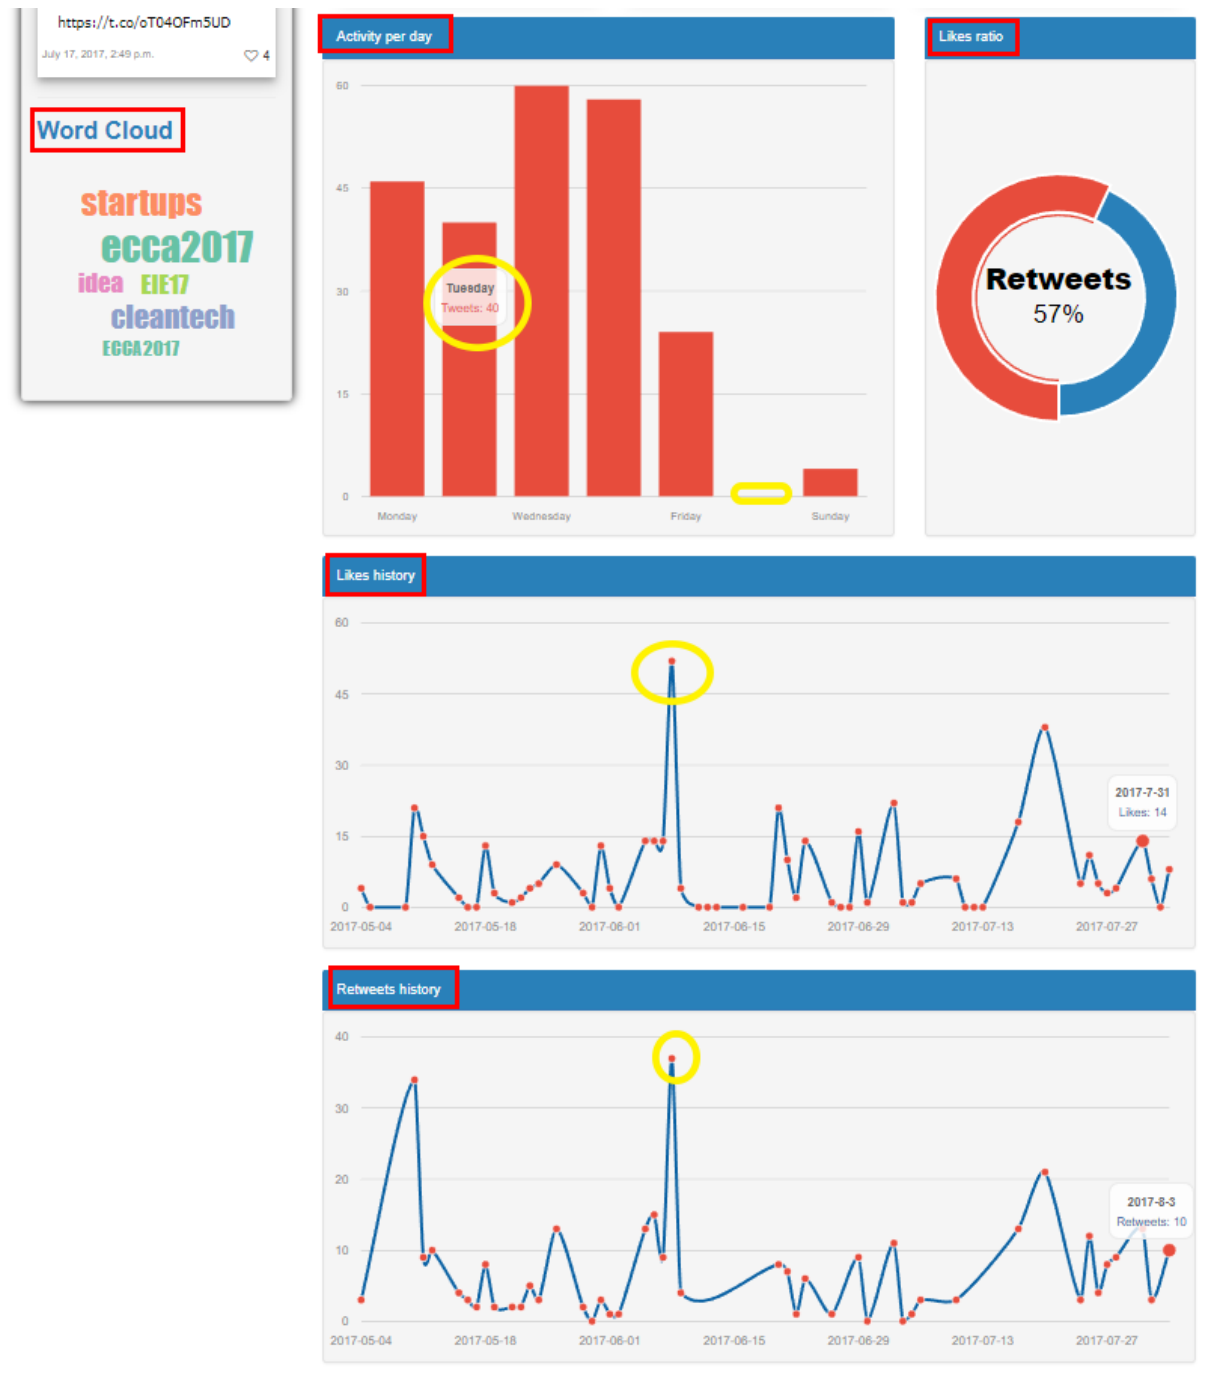 https://t.co/oT04OFm5UD
July 17, 2017, 2:49 p.m.
4
Word Cloud
startups
ecca2017
idea EIE17
cleantech
ECCA2017
Activity per day
60
45
30
15
0
Tuesday
Tweets: 40
Monday Wednesday Friday Sunday
Likes ratio
Retweets
57%
Likes history
60
45
30
15
0
2017-7-31
Likes: 14
2017-05-04 2017-05-18 2017-06-01 2017-06-15 2017-06-29 2017-07-13 2017-07-27
Retweets history
40
30
20
10
0
2017-8-3
Retweets: 10
2017-05-04 2017-05-18 2017-06-01 2017-06-15 2017-06-29 2017-07-13 2017-07-27